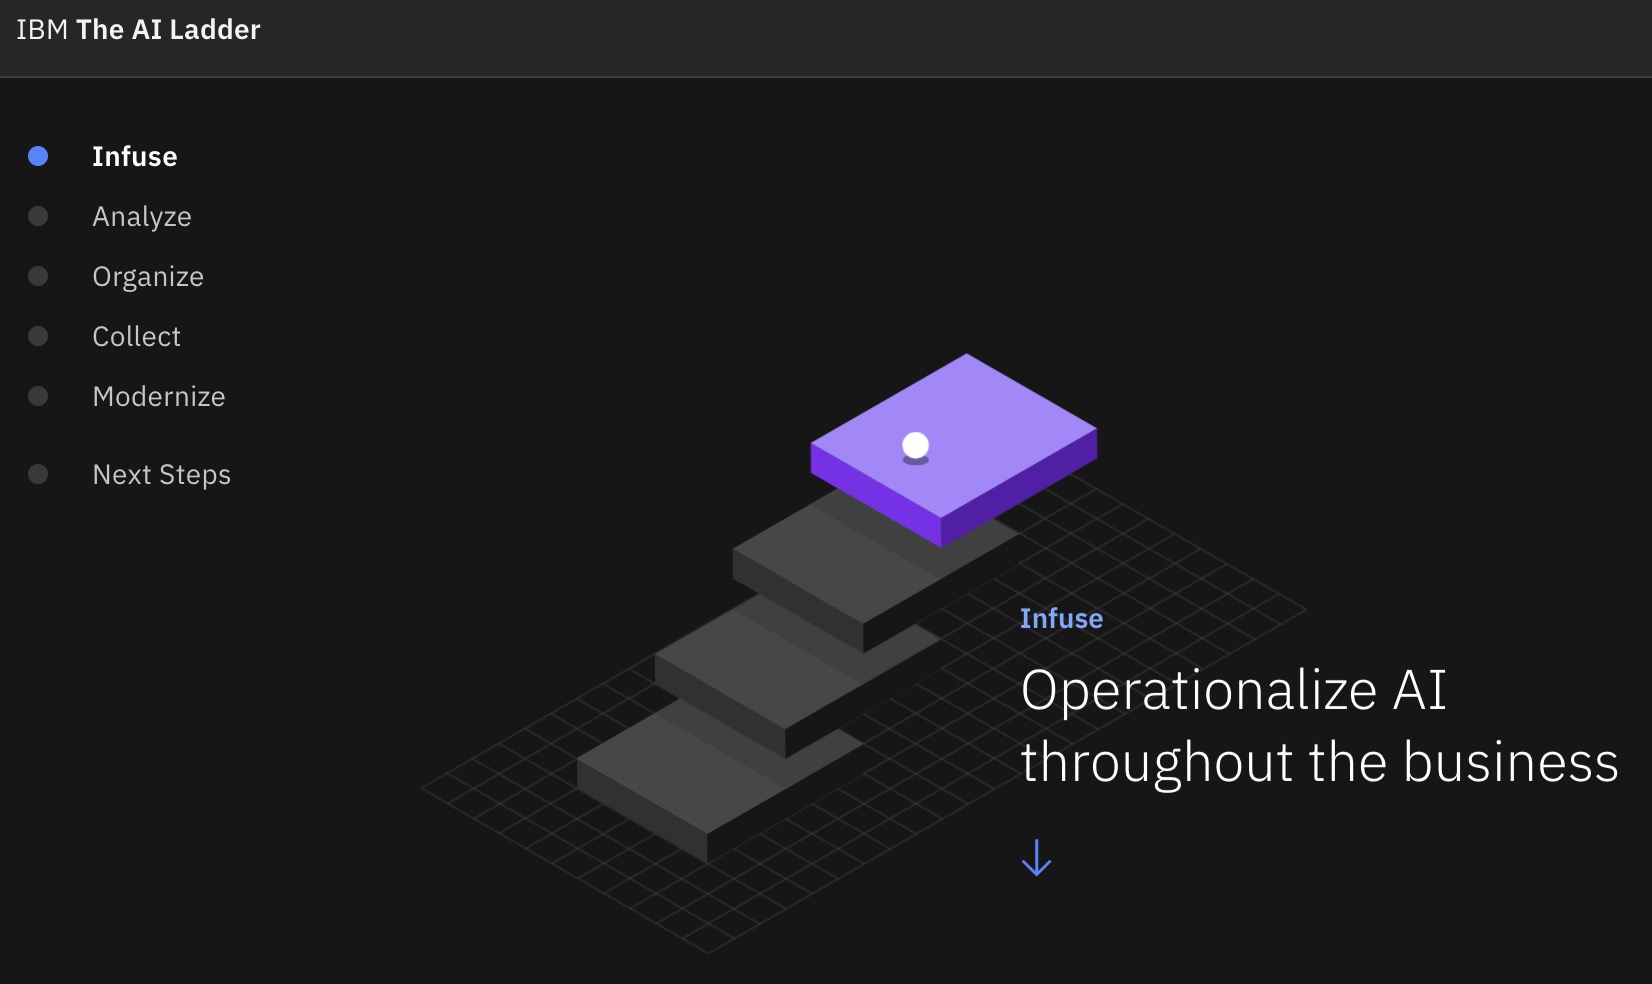 IBM The AI Ladder
Infuse
Analyze
Organize
Collect
Modernize
Next Steps
Infuse
Operationalize AI
throughout the business